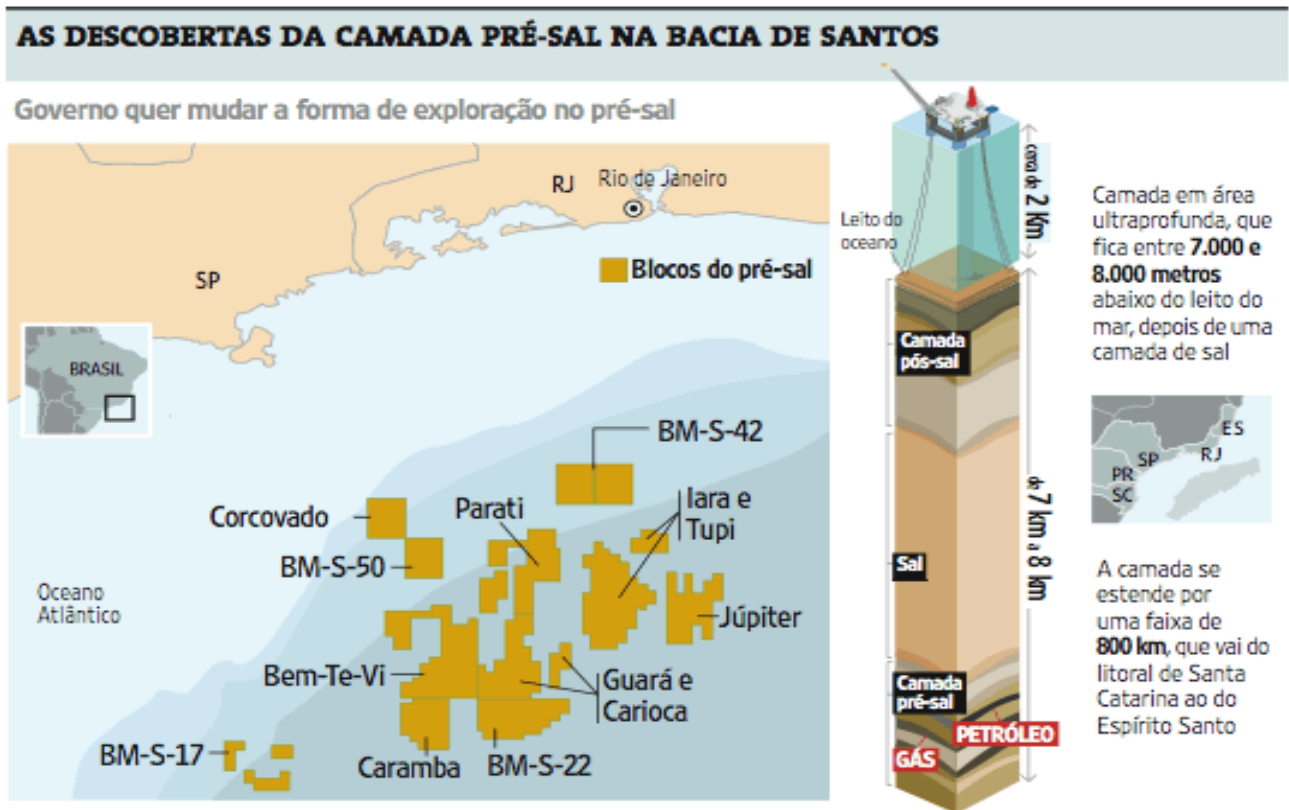 AS DESCOBERTAS DA CAMADA PRÉ-SAL NA BACIA DE SANTOS
Governo quer mudar a forma de exploração no pré-sal
RJ
Rio de Janeiro
SP
Blocos do pré-sal
BRASIL
BM-S-42
Corcovado
Parati
Iara e
Tupi
BM-S-50
Oceano
Atlântico
Júpiter
Bem-Te-Vi
Guará e
Carioca
BM-S-17
Caramba
BM-S-22
Leito do
oceano
cerca de 2 Km
Camada
pós-sal
Sal
de 7 km a 8 km
Camada
pré-sal
PETRÓLEO
GÁS
Camada em área
ultraprofunda, que
fica entre 7.000 e
8.000 metros
abaixo do leito do
mar, depois de uma
camada de sal
ES
RJ
SP
PR
SC
A camada se
estende por
uma faixa de
800 km, que vai do
litoral de Santa
Catarina ao do
Espírito Santo